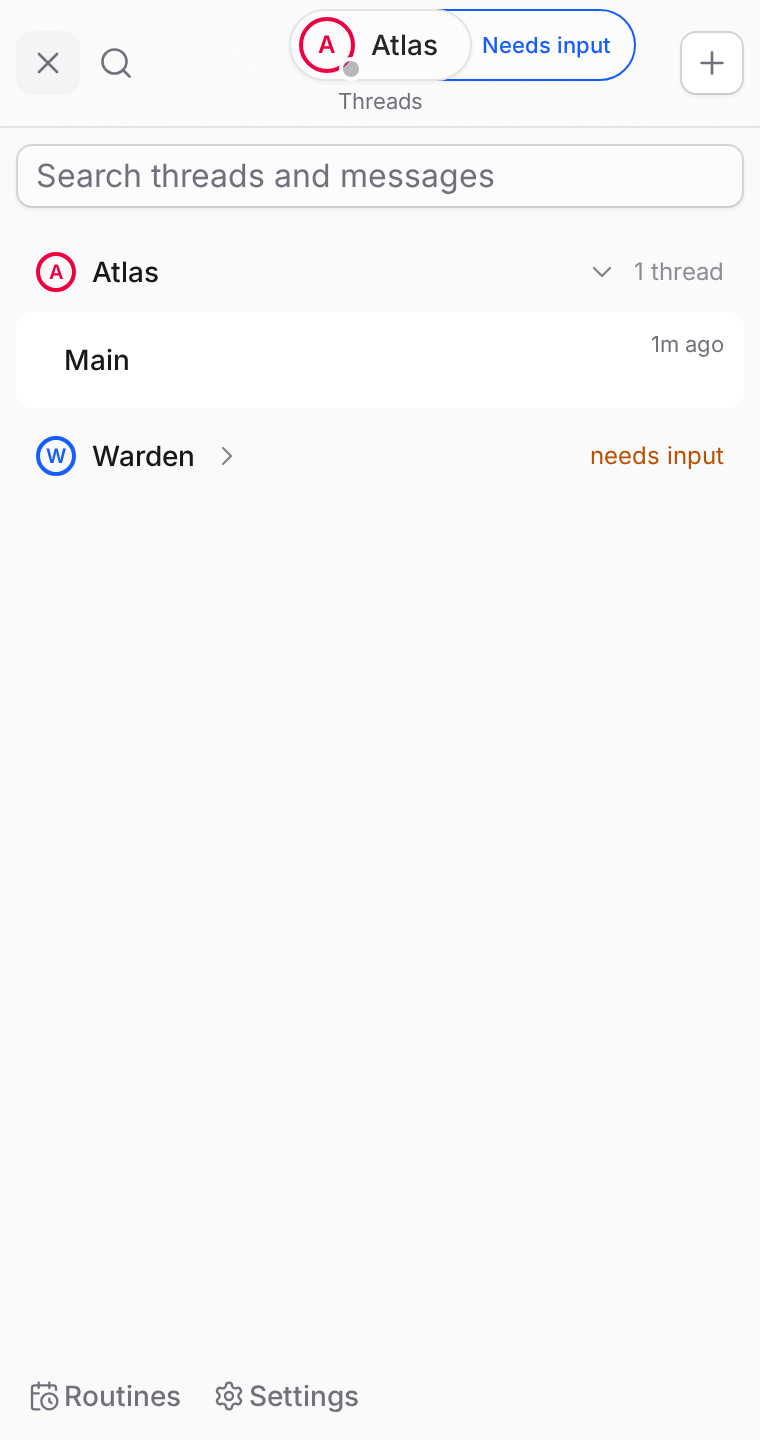 A Atlas Needs input
Threads
Search threads and messages
A Atlas 1 thread
Main 1m ago
W Warden needs input
Routines Settings